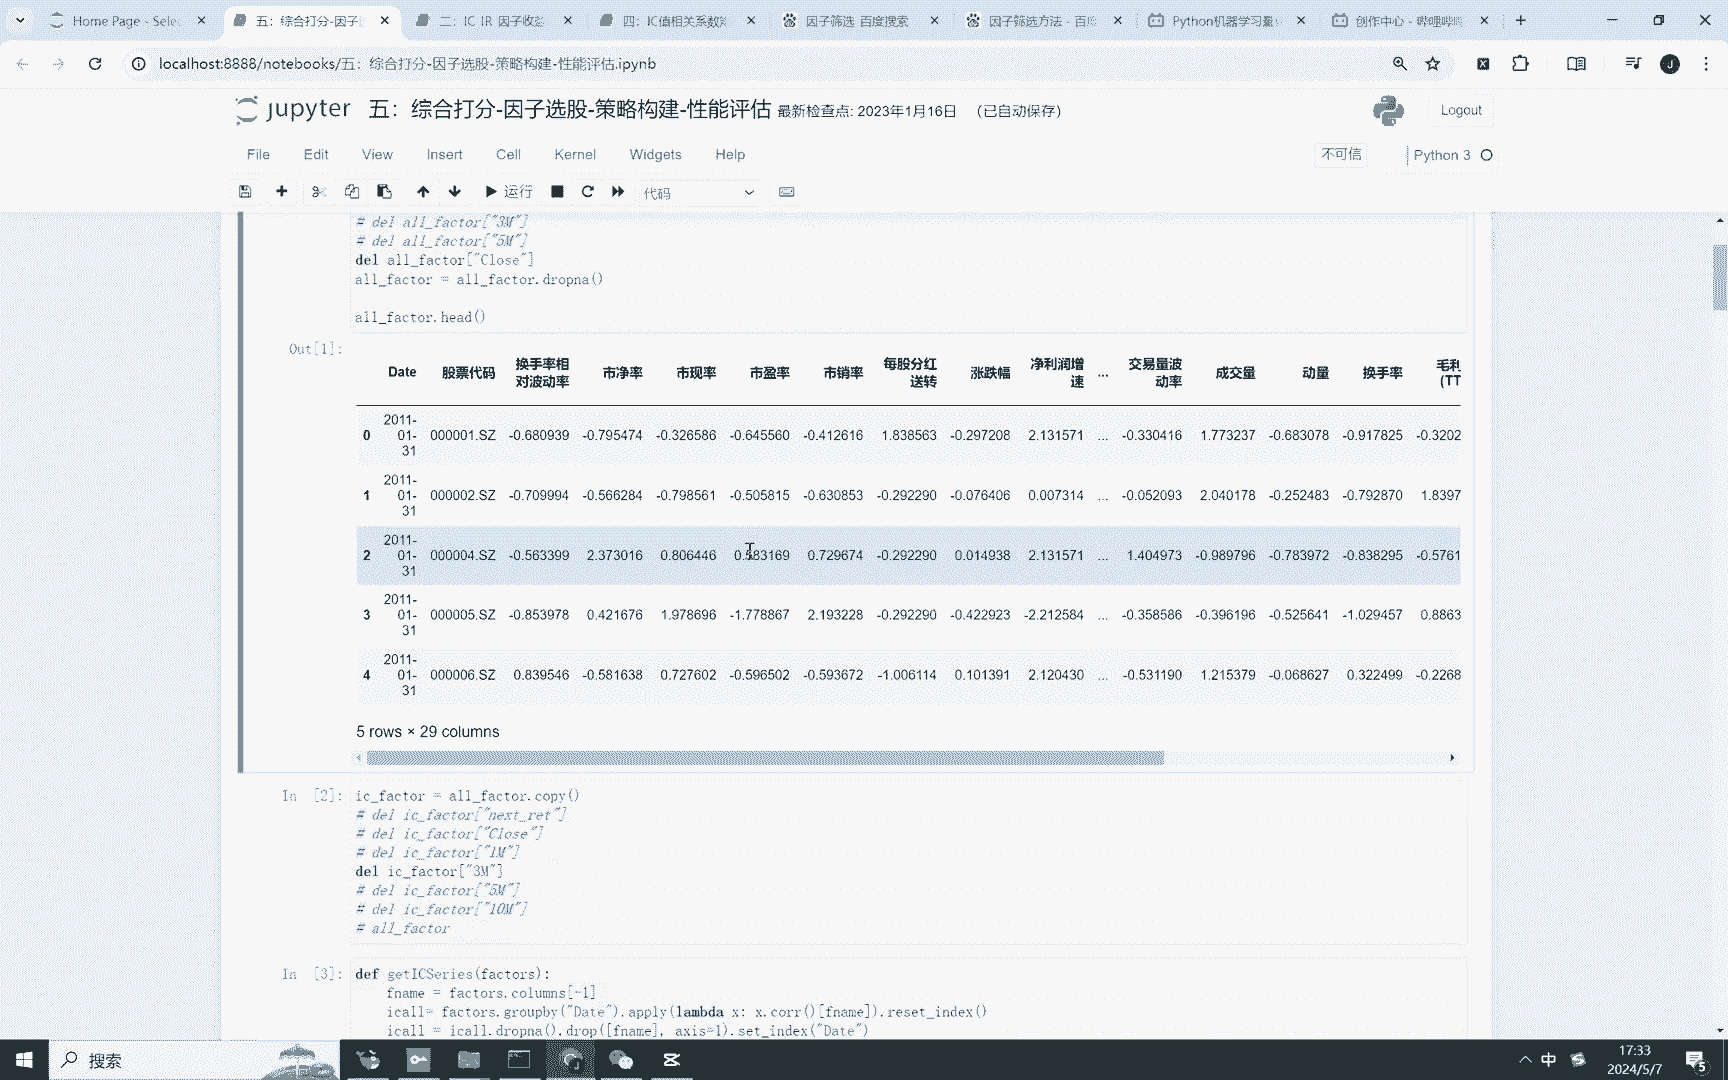 Home Page - Sele
五：综合打分-因子
二：IC IR 因子收益
四：IC值相关系数矩
因子筛选_百度搜索
因子筛选方法 - 百度
Python机器学习量
创作中心 - 哔哩哔哩
localhost:8888/notebooks/五：综合打分-因子选股-策略构建-性能评估.ipynb
J
jupyter 五：综合打分-因子选股-策略构建-性能评估 最新检查点: 2023年1月16日 (已自动保存)
Logout
File Edit View Insert Cell Kernel Widgets Help
不可信 Python 3
运行 代码
# del all_factor["3M"]
# del all_factor["5M"]
del all_factor["Close"]
all_factor = all_factor.dropna()
all_factor.head()
Out[1]:
Date 股票代码 换手率相对波动率 市净率 市现率 市盈率 市销率 每股分红送转 涨跌幅 净利润增速 ... 交易量波动率 成交量 动量 换手率 毛利(TT
0 2011-01-31 000001.SZ -0.680939 -0.795474 -0.326586 -0.645560 -0.412616 1.838563 -0.297208 2.131571 ... -0.330416 1.773237 -0.683078 -0.917825 -0.3202
1 2011-01-31 000002.SZ -0.709994 -0.566284 -0.798561 -0.505815 -0.630853 -0.292290 -0.076406 0.007314 ... -0.052093 2.040178 -0.252483 -0.792870 1.8397
2 2011-01-31 000004.SZ -0.563399 2.373016 0.806446 0.583169 0.729674 -0.292290 0.014938 2.131571 ... 1.404973 -0.989796 -0.783972 -0.838295 -0.5761
3 2011-01-31 000005.SZ -0.853978 0.421676 1.978696 -1.778867 2.193228 -0.292290 -0.422923 -2.212584 ... -0.358586 -0.396196 -0.525641 -1.029457 0.8863
4 2011-01-31 000006.SZ 0.839546 -0.581638 0.727602 -0.596502 -0.593672 -1.006114 0.101391 2.120430 ... -0.531190 1.215379 -0.068627 0.322499 -0.2268
5 rows × 29 columns
In [2]: ic_factor = all_factor.copy()
# del ic_factor["next_ret"]
# del ic_factor["Close"]
# del ic_factor["1M"]
del ic_factor["3M"]
# del ic_factor["5M"]
# del ic_factor["10M"]
# all_factor
In [3]: def getICSeries(factors):
fname = factors.columns[-1]
icall= factors.groupby("Date").apply(lambda x: x.corr()[fname]).reset_index()
icall = icall.dropna().drop([fname], axis=1).set_index("Date")
搜索
中
17:33
2024/5/7
5